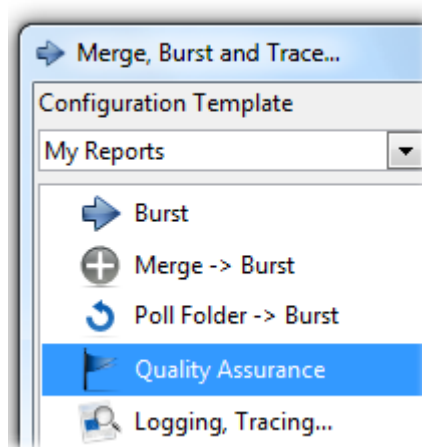 Merge, Burst and Trace...
Configuration Template
My Reports
Burst
Merge -> Burst
Poll Folder -> Burst
Quality Assurance
Logging, Tracing...